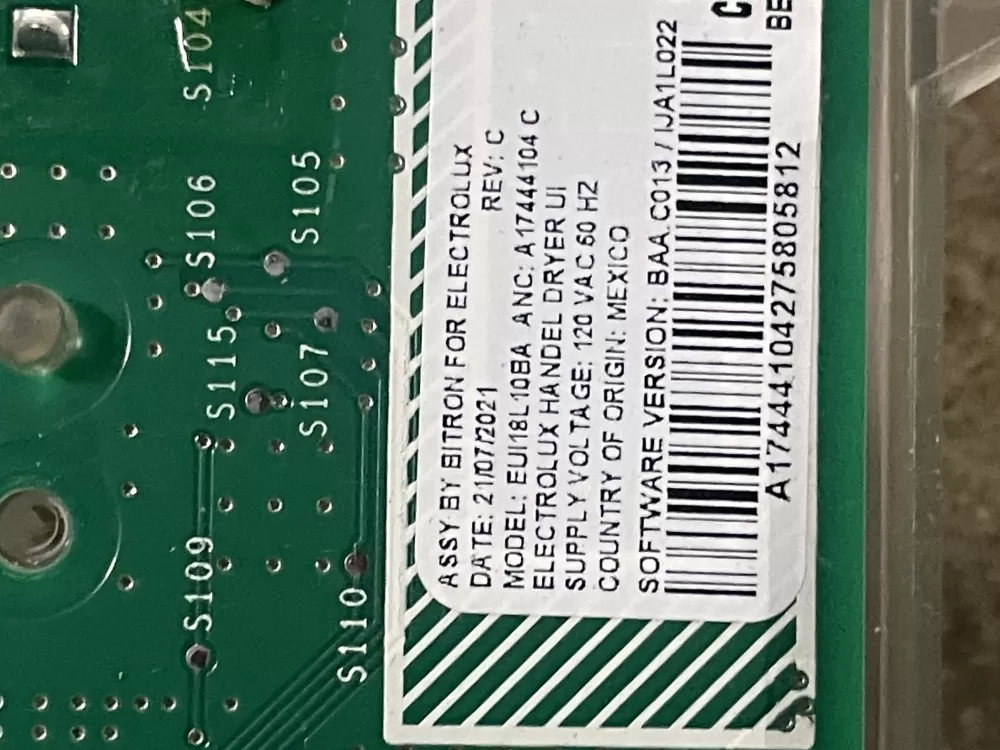 ASSY BY BITRON FOR ELECTROLUX
DATE: 21/07/2021 REV: C
MODEL: EUI18L10BA ANC: A17444104 C
ELECTROLUX HANDEL DRYER UI
SUPPLY VOLTAGE: 120 VAC 60 HZ
COUNTRY OF ORIGIN: MEXICO
SOFTWARE VERSION: BAA.C013 / IJA1L022
A17444104275805812
C
BE
S104
S106
S105
S115
S107
S109
S110